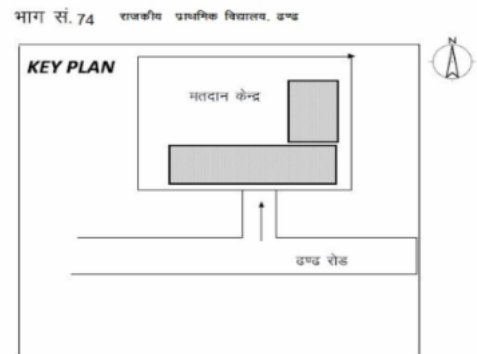 भाग सं. 74 राजकीय प्राथमिक विद्यालय, ढण्ढ
N
KEY PLAN
मतदान केन्द्र
ढण्ढ रोड